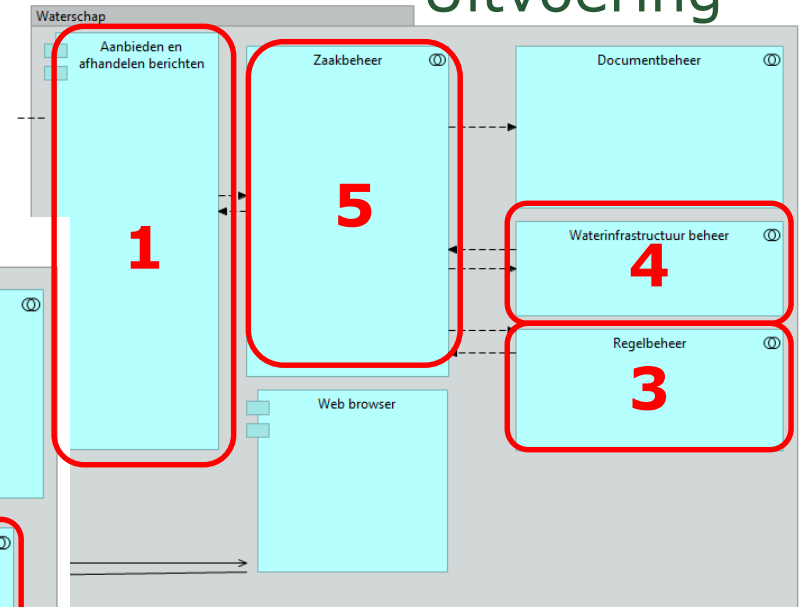 Uitvoering
Waterschap
Aanbieden en
afhandelen berichten
Zaakbeheer
Documentbeheer
1
5
Waterinfrastructuur beheer
4
Regelbeheer
3
Web browser